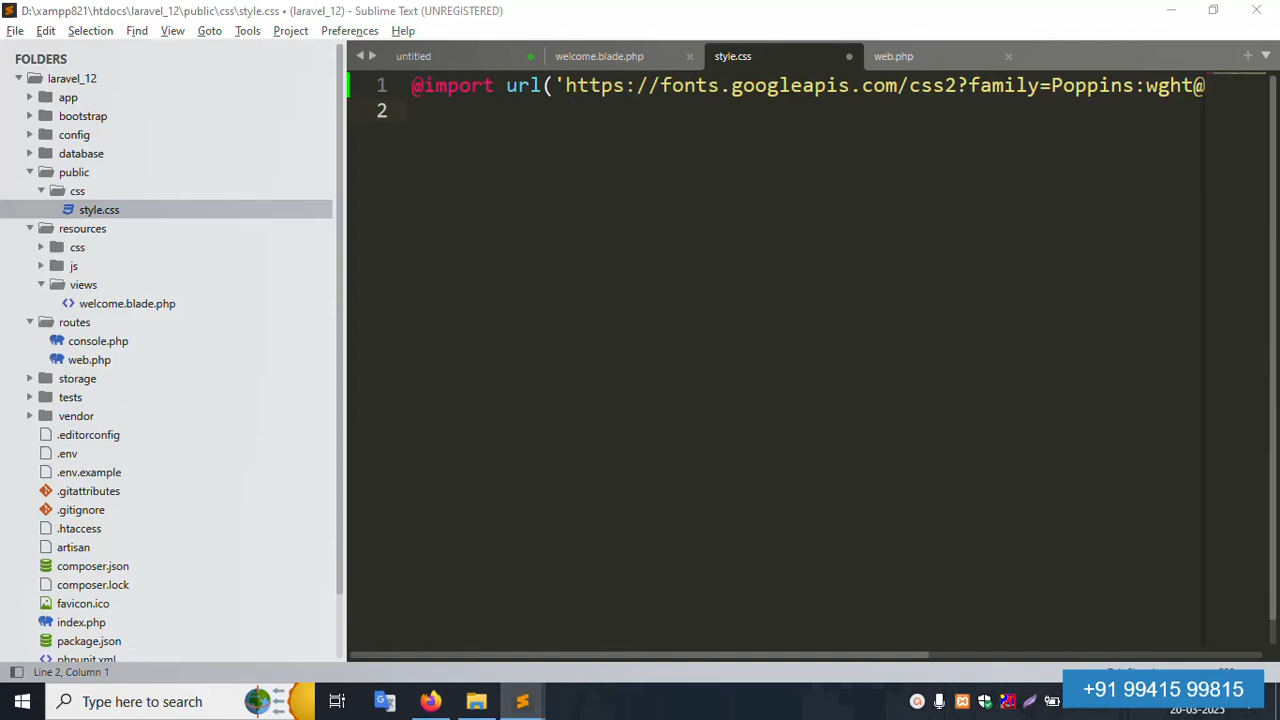 D:\xampp821\htdocs\laravel_12\public\css\style.css • (laravel_12) - Sublime Text (UNREGISTERED)
File Edit Selection Find View Goto Tools Project Preferences Help
FOLDERS
laravel_12
app
bootstrap
config
database
public
css
style.css
resources
css
js
views
welcome.blade.php
routes
console.php
web.php
storage
tests
vendor
.editorconfig
.env
.env.example
.gitattributes
.gitignore
.htaccess
artisan
composer.json
composer.lock
favicon.ico
index.php
package.json
phpunit.xml
untitled welcome.blade.php style.css web.php
1 @import url('https://fonts.googleapis.com/css2?family=Poppins:wght@
2
Line 2, Column 1
Type here to search
+91 99415 99815
20-03-2025